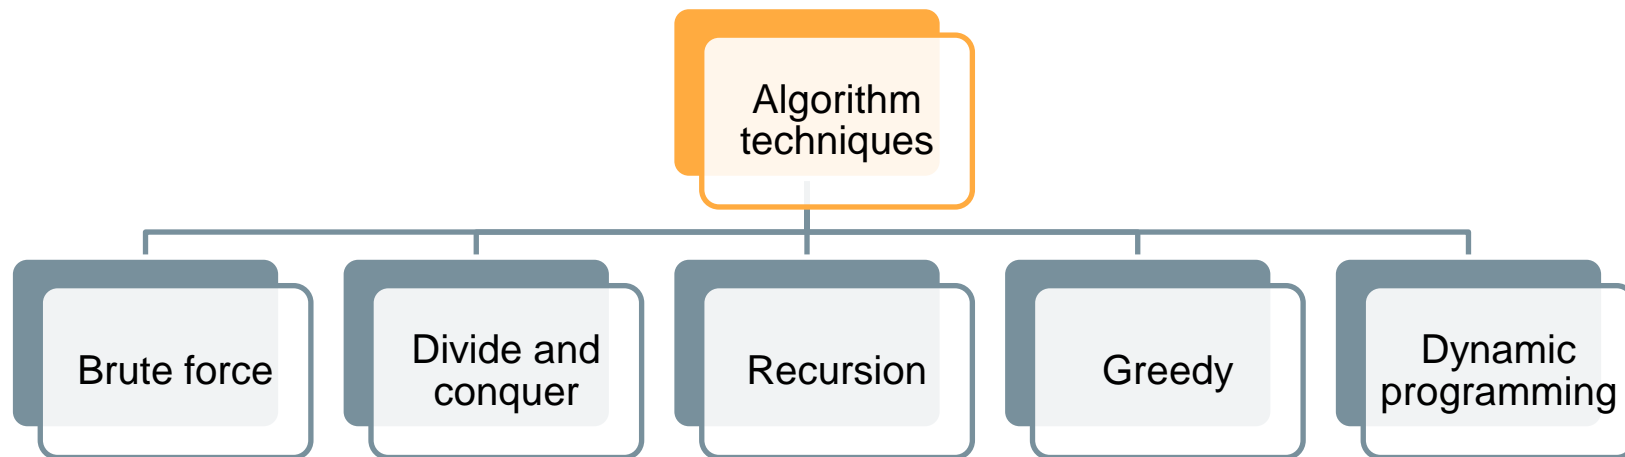 Algorithm
techniques
Brute force
Divide and
conquer
Recursion
Greedy
Dynamic
programming